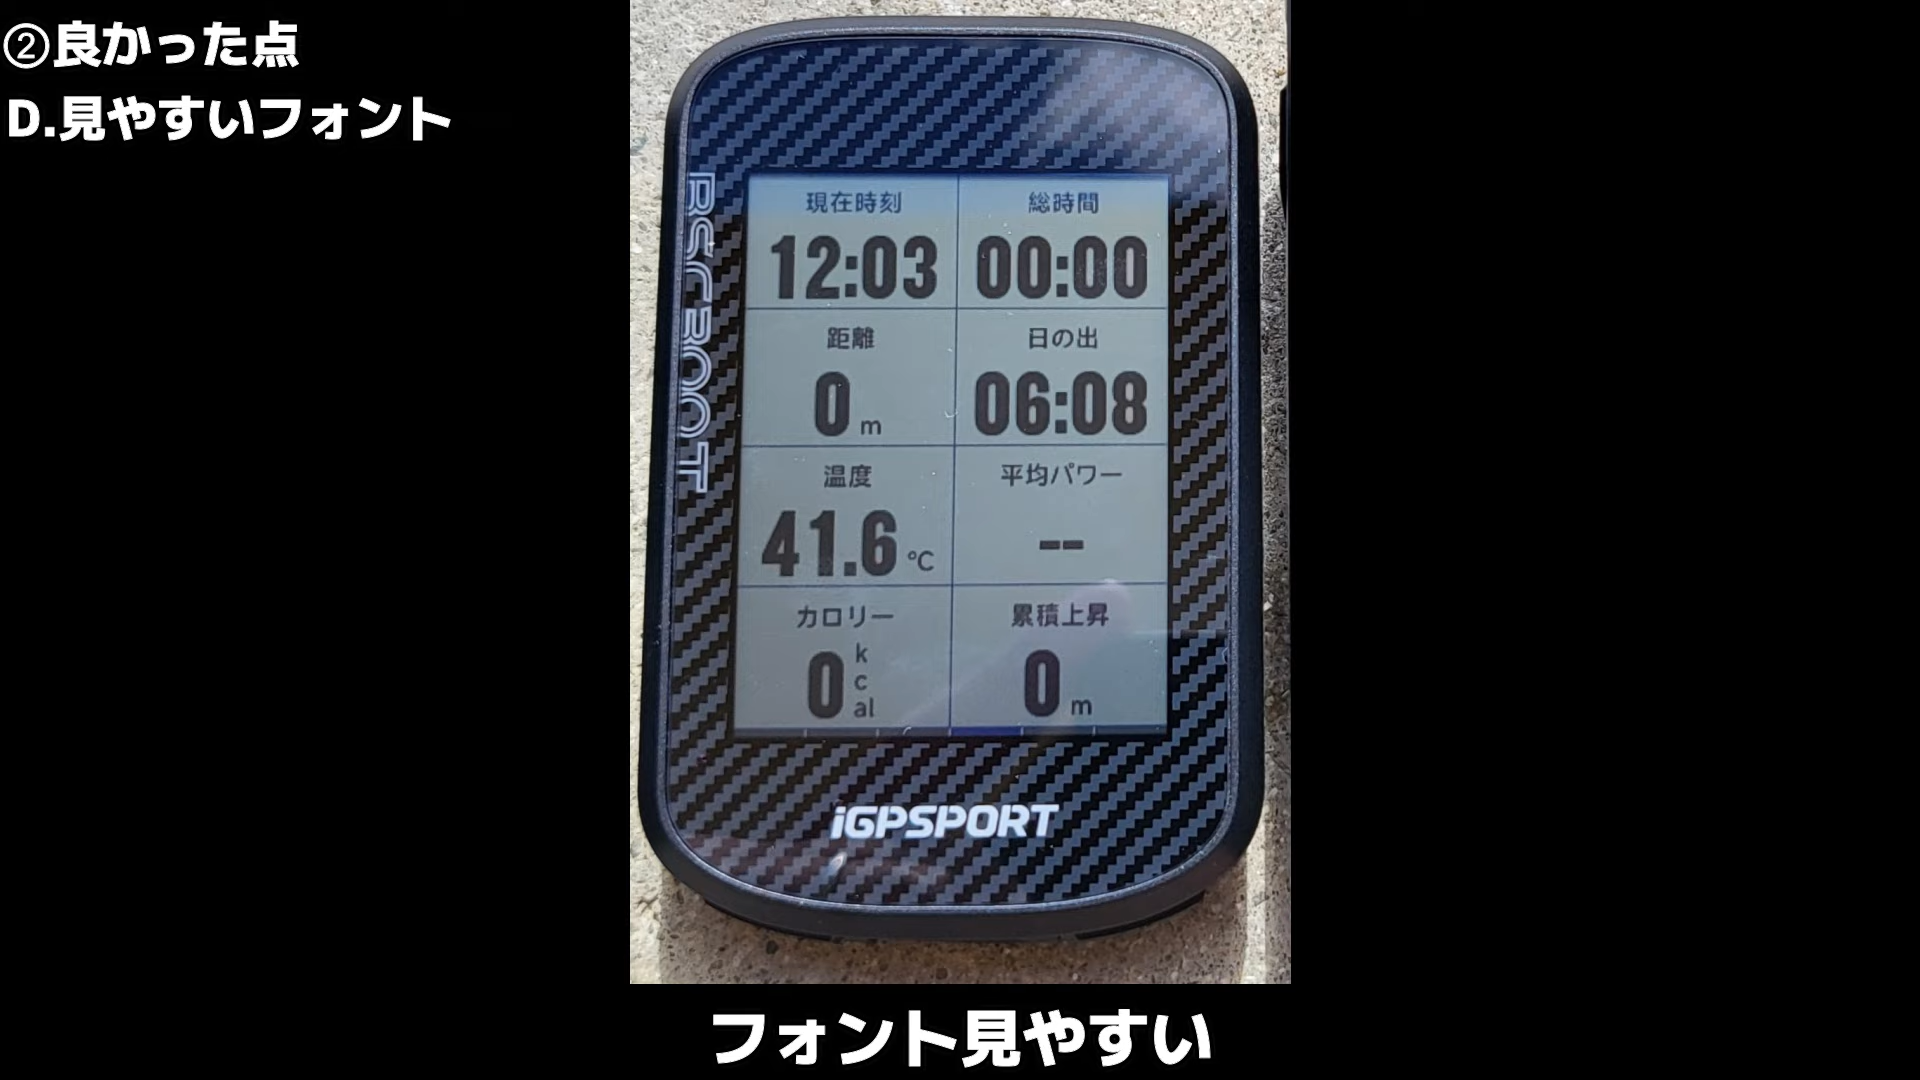 ②良かった点
D.見やすいフォント
BSC300T
現在時刻
12:03
総時間
00:00
距離
0 m
日の出
06:08
温度
41.6 ℃
平均パワー
--
カロリー
0 k
c
al
累積上昇
0 m
iGPSPORT
フォント見やすい